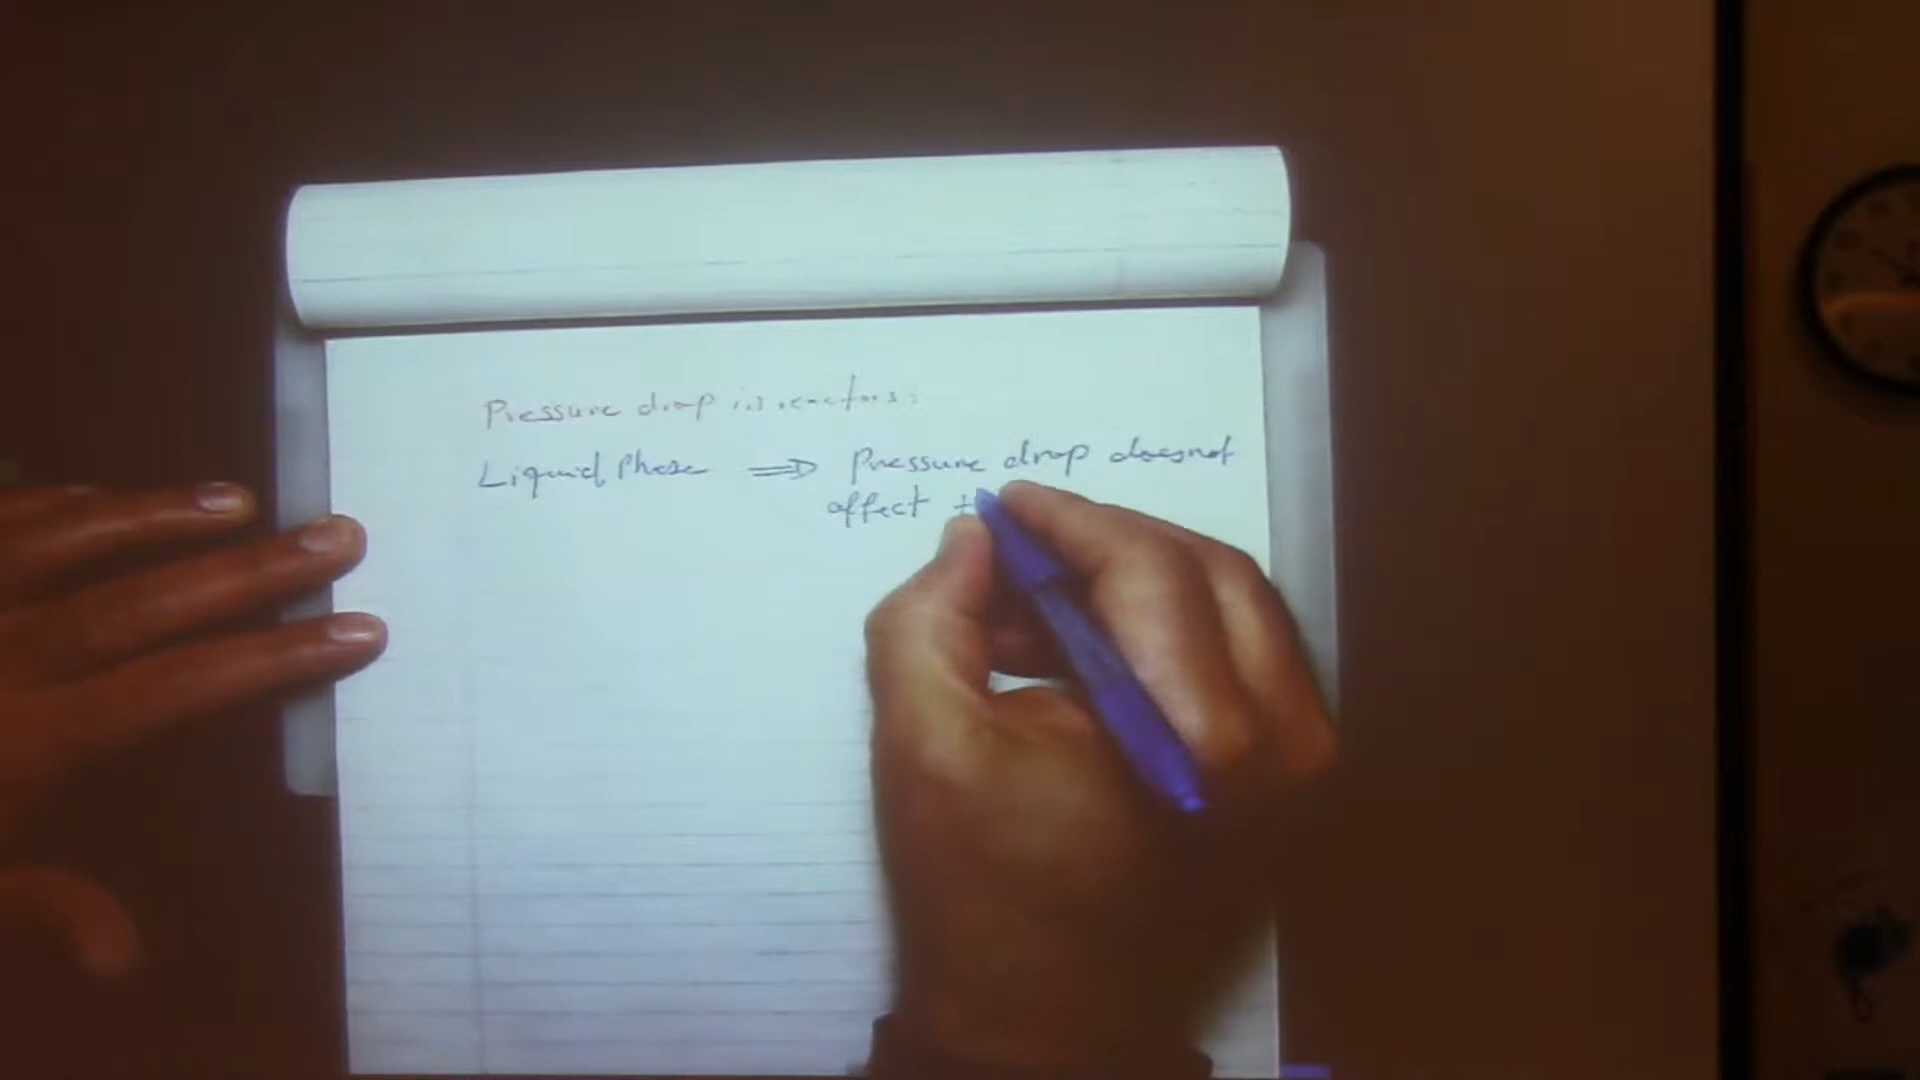 Pressure drop in reactors:
Liquid Phase ⇒ Pressure drop doesnot
affect